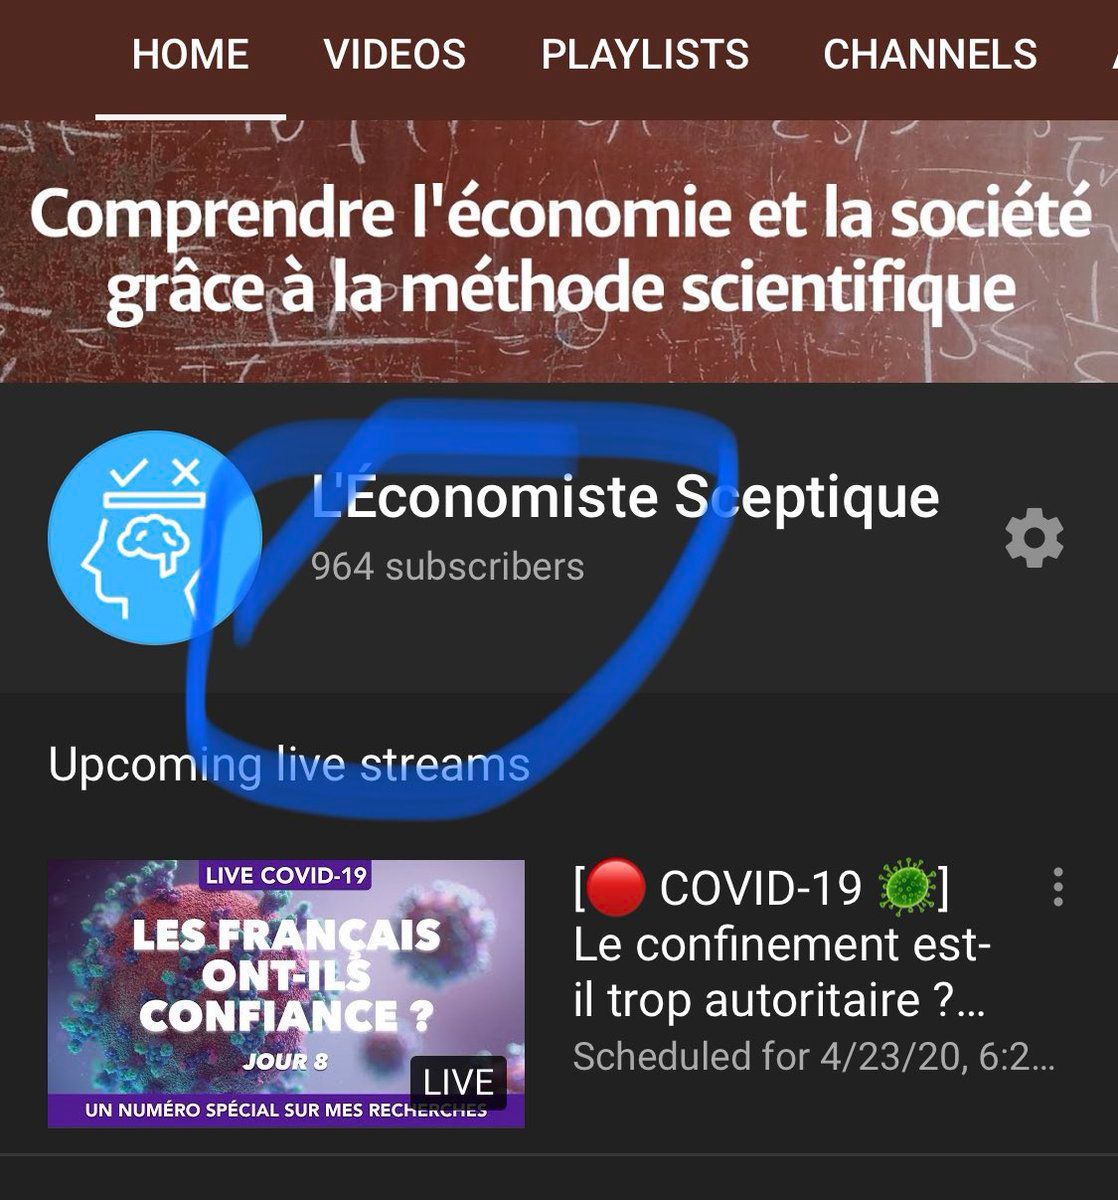 HOME VIDEOS PLAYLISTS CHANNELS
Comprendre l'économie et la société
grâce à la méthode scientifique
L'Économiste Sceptique
964 subscribers
Upcoming live streams
LIVE COVID-19
LES FRANÇAIS
ONT-ILS
CONFIANCE ?
JOUR 8
LIVE
UN NUMÉRO SPÉCIAL SUR MES RECHERCHES
[🔴 COVID-19 🦠]
Le confinement est-
il trop autoritaire ?...
Scheduled for 4/23/20, 6:2...